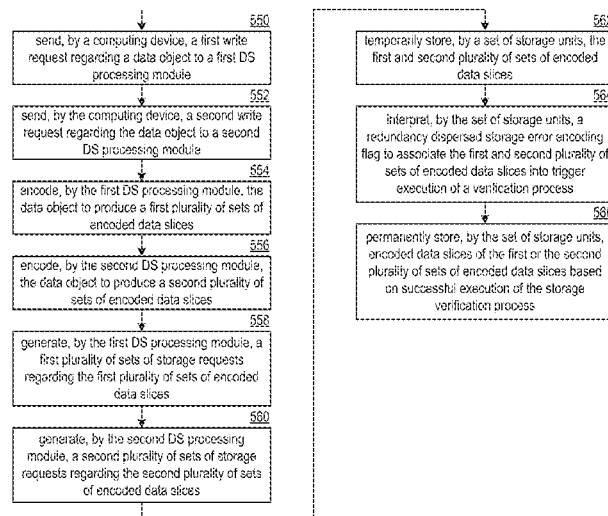 550
send, by a computing device, a first write
request regarding a data object to a first DS
processing module
552
send, by the computing device, a second write
request regarding the data object to a second
DS processing module
554
encode, by the first DS processing module, the
data object to produce a first plurality of sets of
encoded data slices
556
encode, by the second DS processing module,
the data object to produce a second plurality of
sets of encoded data slices
558
generate, by the first DS processing module, a
first plurality of sets of storage requests
regarding the first plurality of sets of encoded
data slices
560
generate, by the second DS processing
module, a second plurality of sets of storage
requests regarding the second plurality of sets
of encoded data slices
562
temporarily store, by a set of storage units, the
first and second plurality of sets of encoded
data slices
564
interpret, by the set of storage units, a
redundancy dispersed storage error encoding
flag to associate the first and second plurality of
sets of encoded data slices into trigger
execution of a verification process
566
permanently store, by the set of storage units,
encoded data slices of the first or the second
plurality of sets of encoded data slices based
on successful execution of the storage
verification process